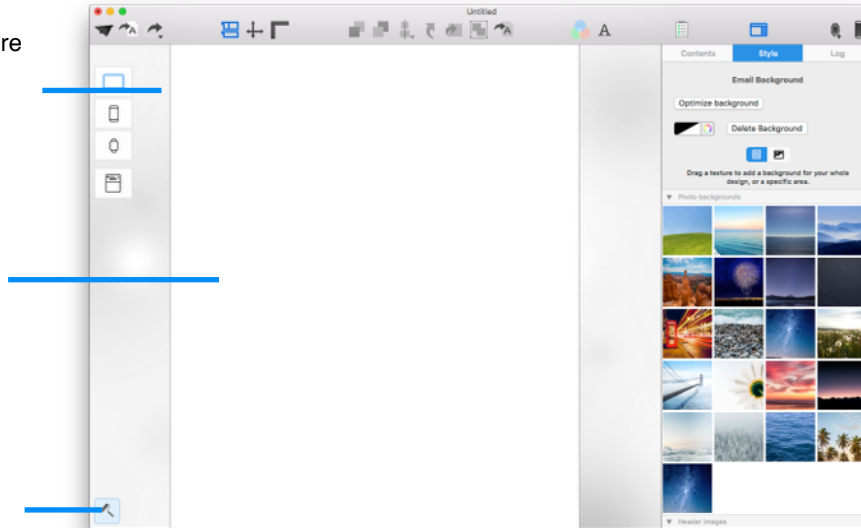 Untitled
re
A
A
A
A
Contents Style Log
Email Background
Optimize background
Delete Background
Drag a texture to add a background for your whole
design, or a specific area.
Photo backgrounds
Header images